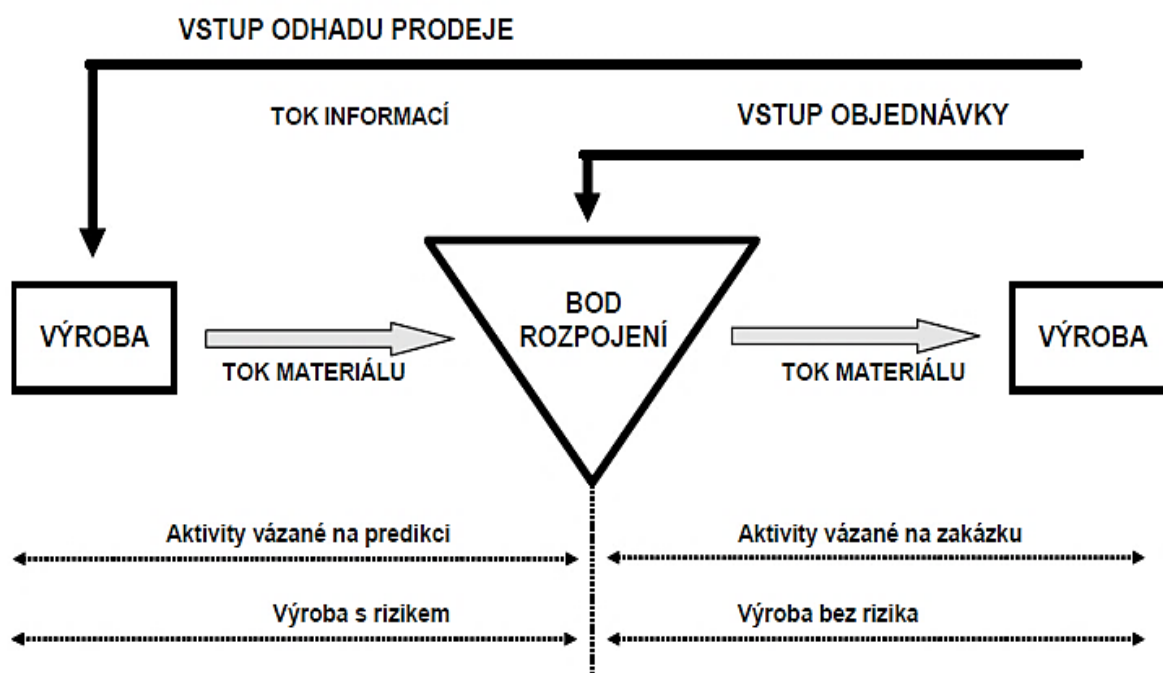 VSTUP ODHADU PRODEJE
TOK INFORMACÍ
VSTUP OBJEDNÁVKY
VÝROBA
TOK MATERIÁLU
BOD
ROZPOJENÍ
TOK MATERIÁLU
VÝROBA
Aktivity vázané na predikci
Aktivity vázané na zakázku
Výroba s rizikem
Výroba bez rizika